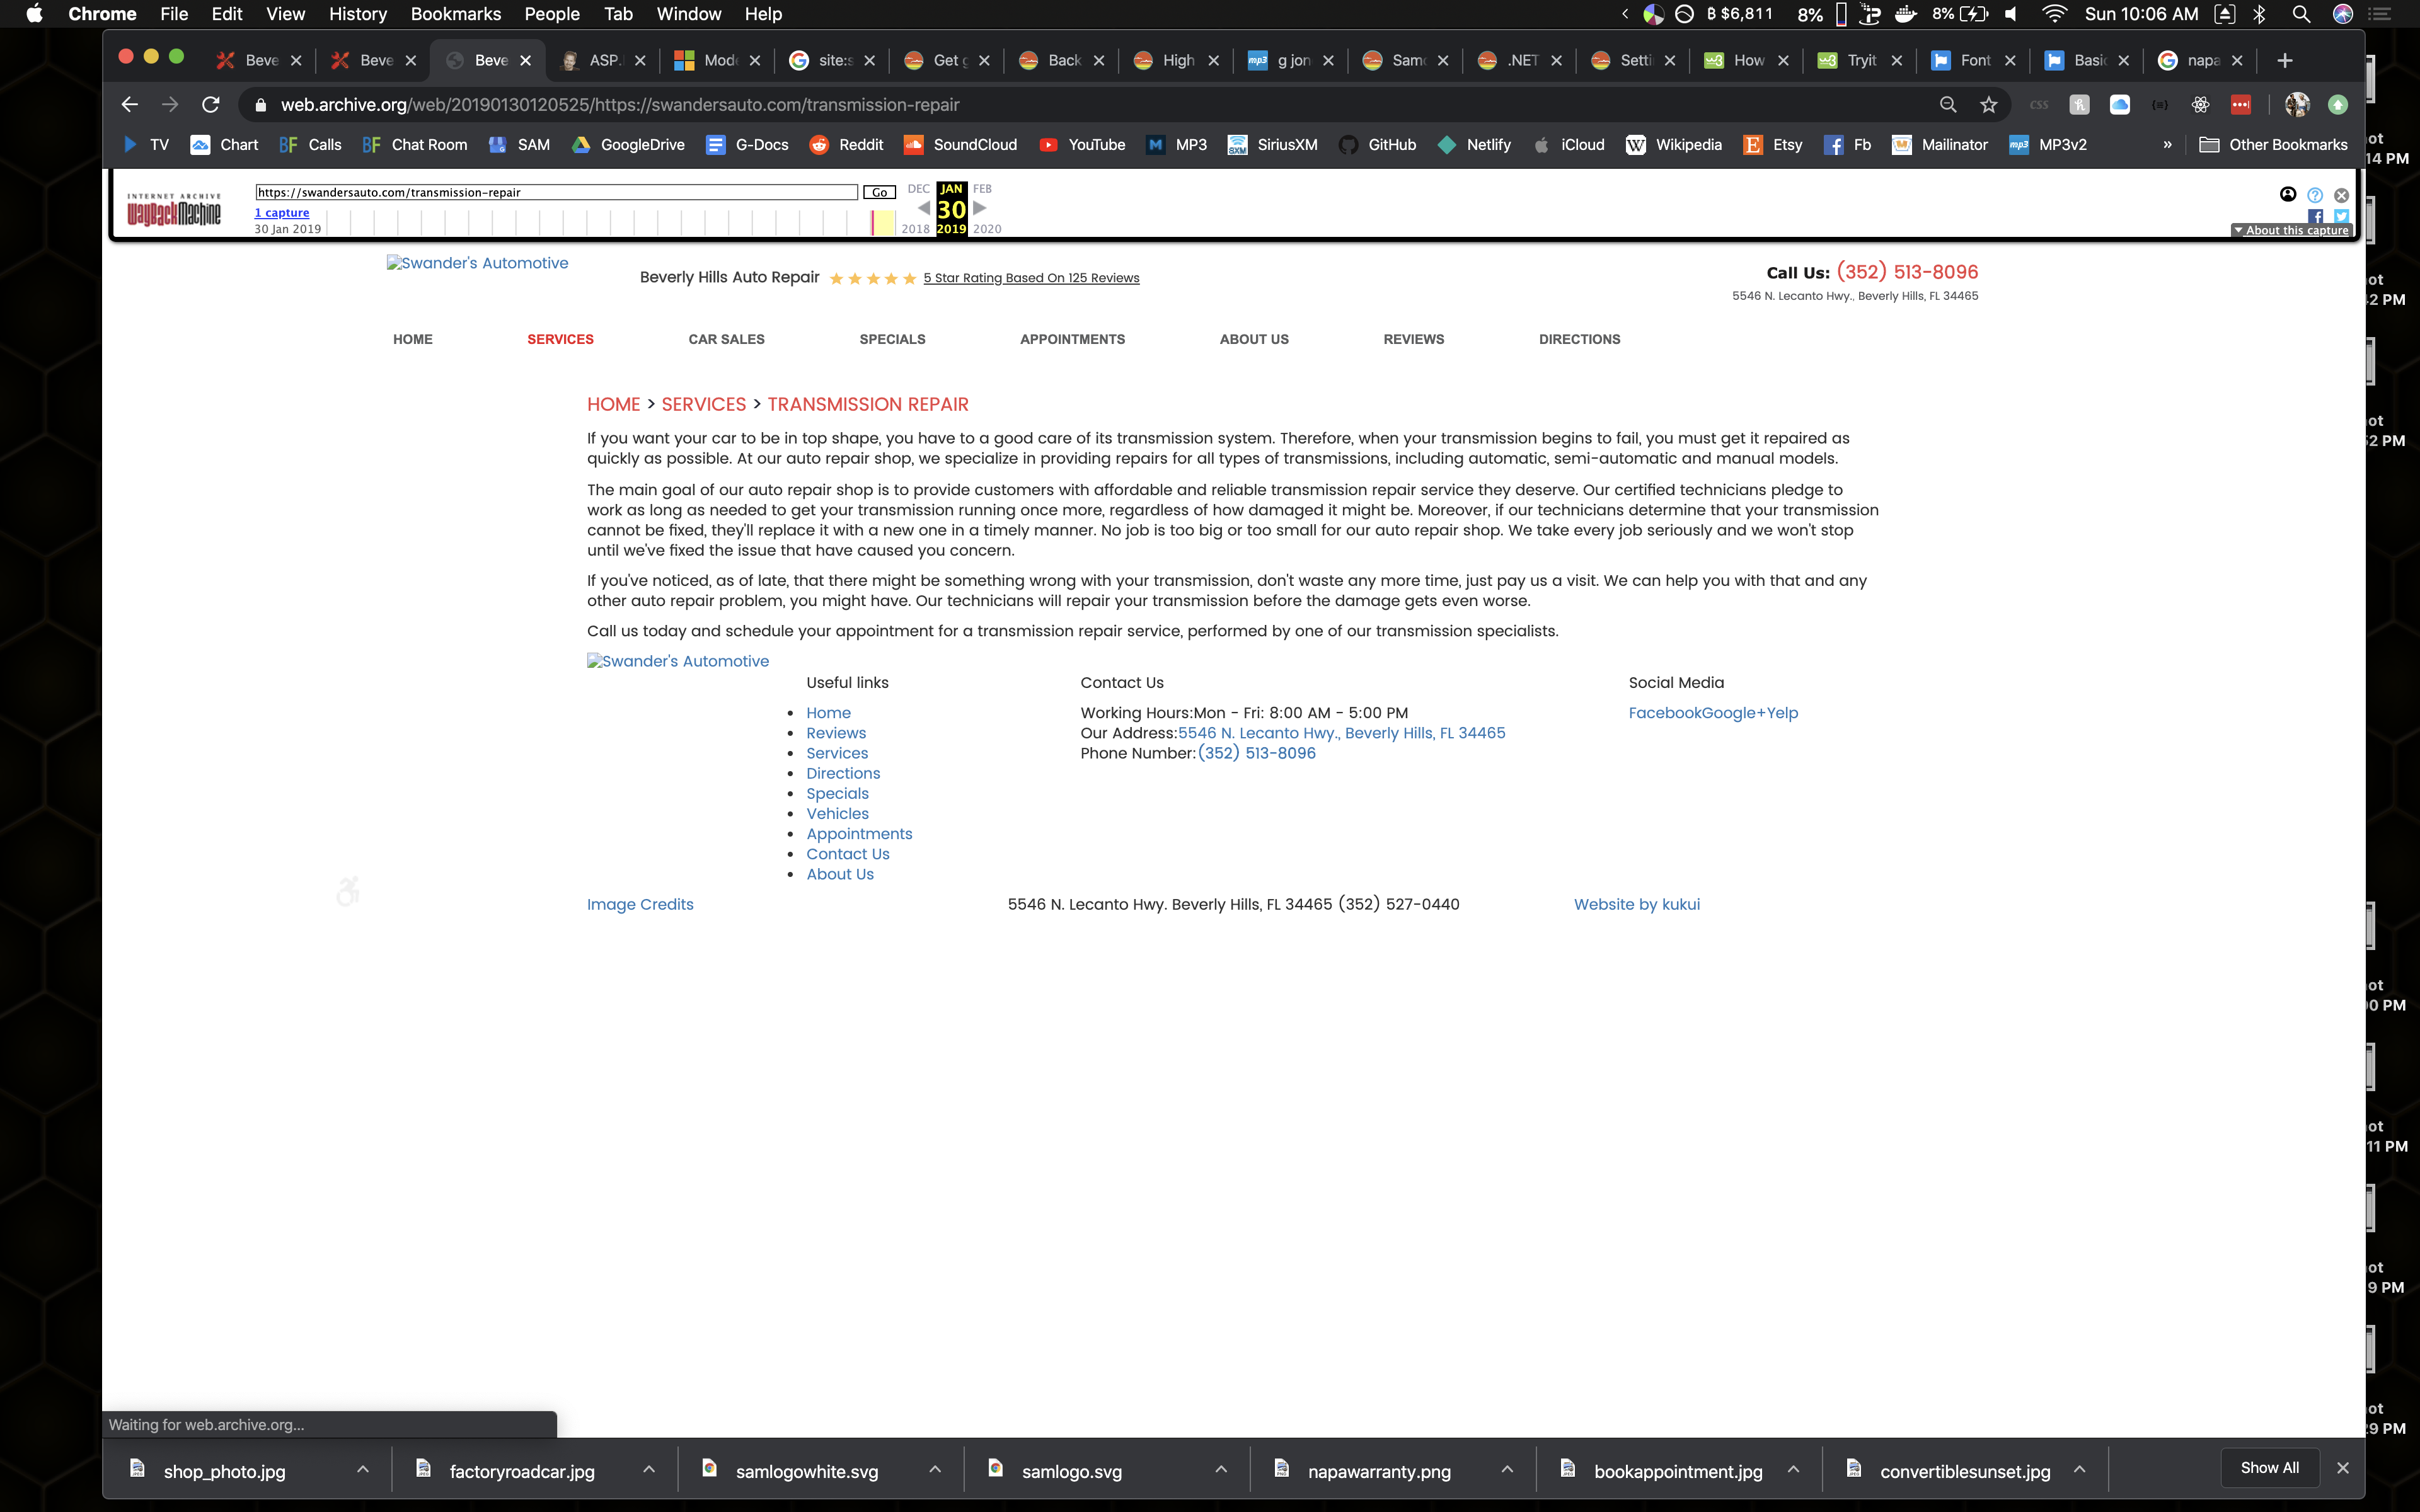 Chrome File Edit View History Bookmarks People Tab Window Help
฿ $6,811 8% 8% Sun 10:06 AM
Beve Beve Beve ASP. Mod site:s Get g Back High g jon Samo .NET Setti How Tryit Font Basic napa
web.archive.org/web/20190130120525/https://swandersauto.com/transmission-repair
TV Chart BF Calls BF Chat Room SAM GoogleDrive G-Docs Reddit SoundCloud YouTube M MP3 SiriusXM GitHub Netlify iCloud W Wikipedia E Etsy Fb Mailinator mp3 MP3v2 » Other Bookmarks
INTERNET ARCHIVE
WayBackMachine
https://swandersauto.com/transmission-repair Go
DEC JAN FEB
1 capture
30
30 Jan 2019
2018 2019 2020
About this capture
Swander's Automotive
Beverly Hills Auto Repair 5 Star Rating Based On 125 Reviews
Call Us: (352) 513-8096
5546 N. Lecanto Hwy., Beverly Hills, FL 34465
HOME SERVICES CAR SALES SPECIALS APPOINTMENTS ABOUT US REVIEWS DIRECTIONS
HOME > SERVICES > TRANSMISSION REPAIR
If you want your car to be in top shape, you have to a good care of its transmission system. Therefore, when your transmission begins to fail, you must get it repaired as
quickly as possible. At our auto repair shop, we specialize in providing repairs for all types of transmissions, including automatic, semi-automatic and manual models.
The main goal of our auto repair shop is to provide customers with affordable and reliable transmission repair service they deserve. Our certified technicians pledge to
work as long as needed to get your transmission running once more, regardless of how damaged it might be. Moreover, if our technicians determine that your transmission
cannot be fixed, they'll replace it with a new one in a timely manner. No job is too big or too small for our auto repair shop. We take every job seriously and we won't stop
until we've fixed the issue that have caused you concern.
If you've noticed, as of late, that there might be something wrong with your transmission, don't waste any more time, just pay us a visit. We can help you with that and any
other auto repair problem, you might have. Our technicians will repair your transmission before the damage gets even worse.
Call us today and schedule your appointment for a transmission repair service, performed by one of our transmission specialists.
Swander's Automotive
Useful links
Home
Reviews
Services
Directions
Specials
Vehicles
Appointments
Contact Us
About Us
Contact Us
Working Hours:Mon - Fri: 8:00 AM - 5:00 PM
Our Address:5546 N. Lecanto Hwy., Beverly Hills, FL 34465
Phone Number:(352) 513-8096
Social Media
FacebookGoogle+Yelp
Image Credits
5546 N. Lecanto Hwy. Beverly Hills, FL 34465 (352) 527-0440
Website by kukui
Waiting for web.archive.org...
shop_photo.jpg factoryroadcar.jpg samlogowhite.svg samlogo.svg napawarranty.png bookappointment.jpg convertiblesunset.jpg Show All